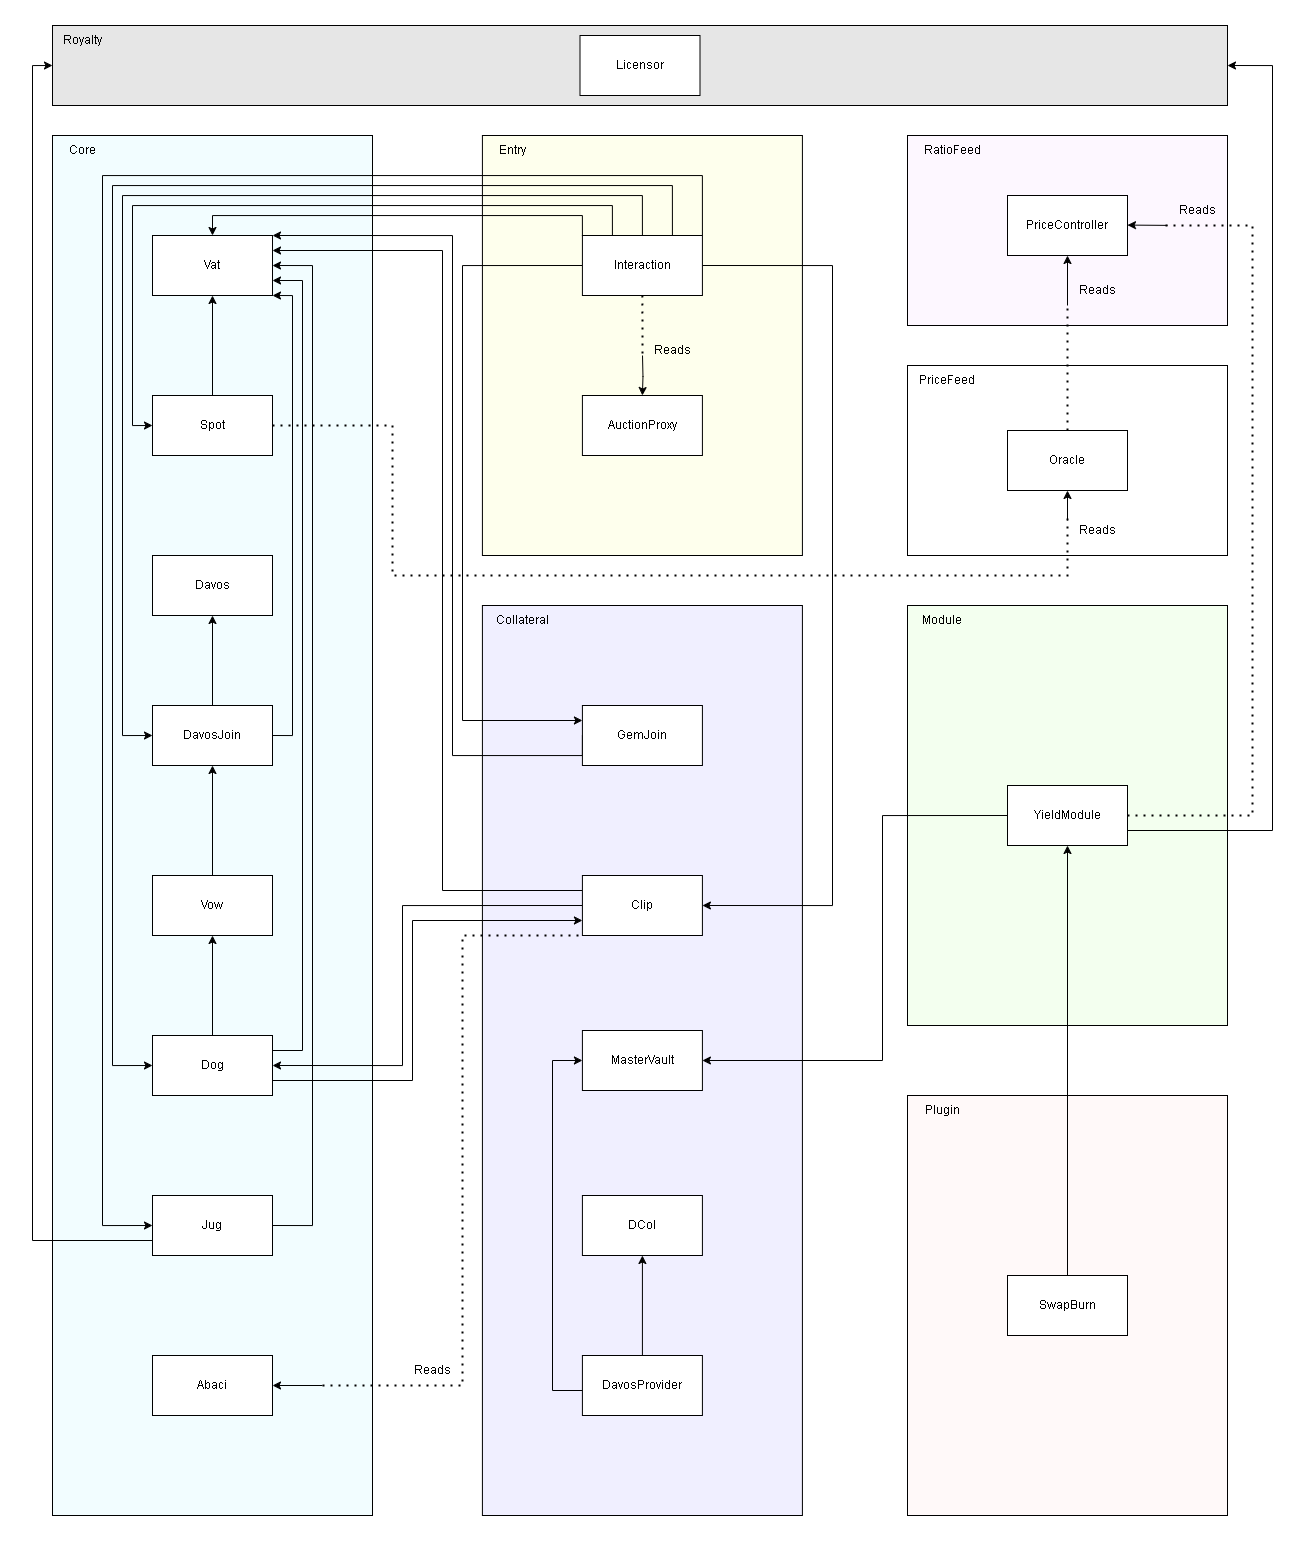 Royalty
Licensor
Core
Entry
RatioFeed
Reads
PriceController
Vat
Interaction
Reads
Reads
PriceFeed
Spot
AuctionProxy
Oracle
Reads
Davos
Collateral
Module
DavosJoin
GemJoin
YieldModule
Vow
Clip
Dog
MasterVault
Plugin
Jug
DCol
SwapBurn
Reads
Abaci
DavosProvider